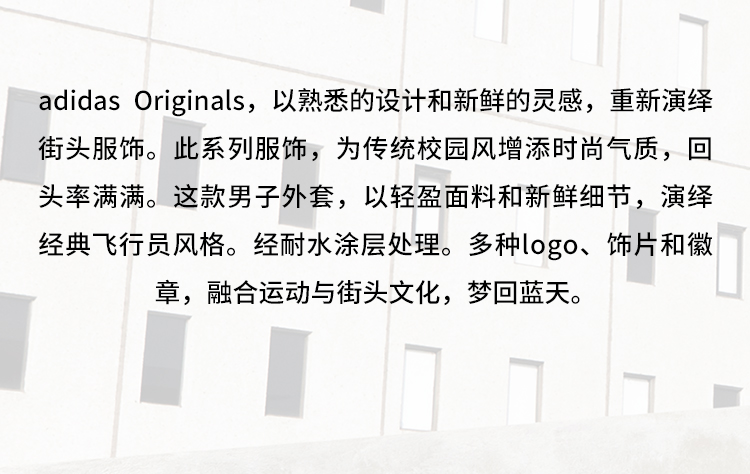 adidas Originals，以熟悉的设计和新鲜的灵感，重新演绎
街头服饰。此系列服饰，为传统校园风增添时尚气质，回
头率满满。这款男子外套，以轻盈面料和新鲜细节，演绎
经典飞行员风格。经耐水涂层处理。多种logo、饰片和徽
章，融合运动与街头文化，梦回蓝天。